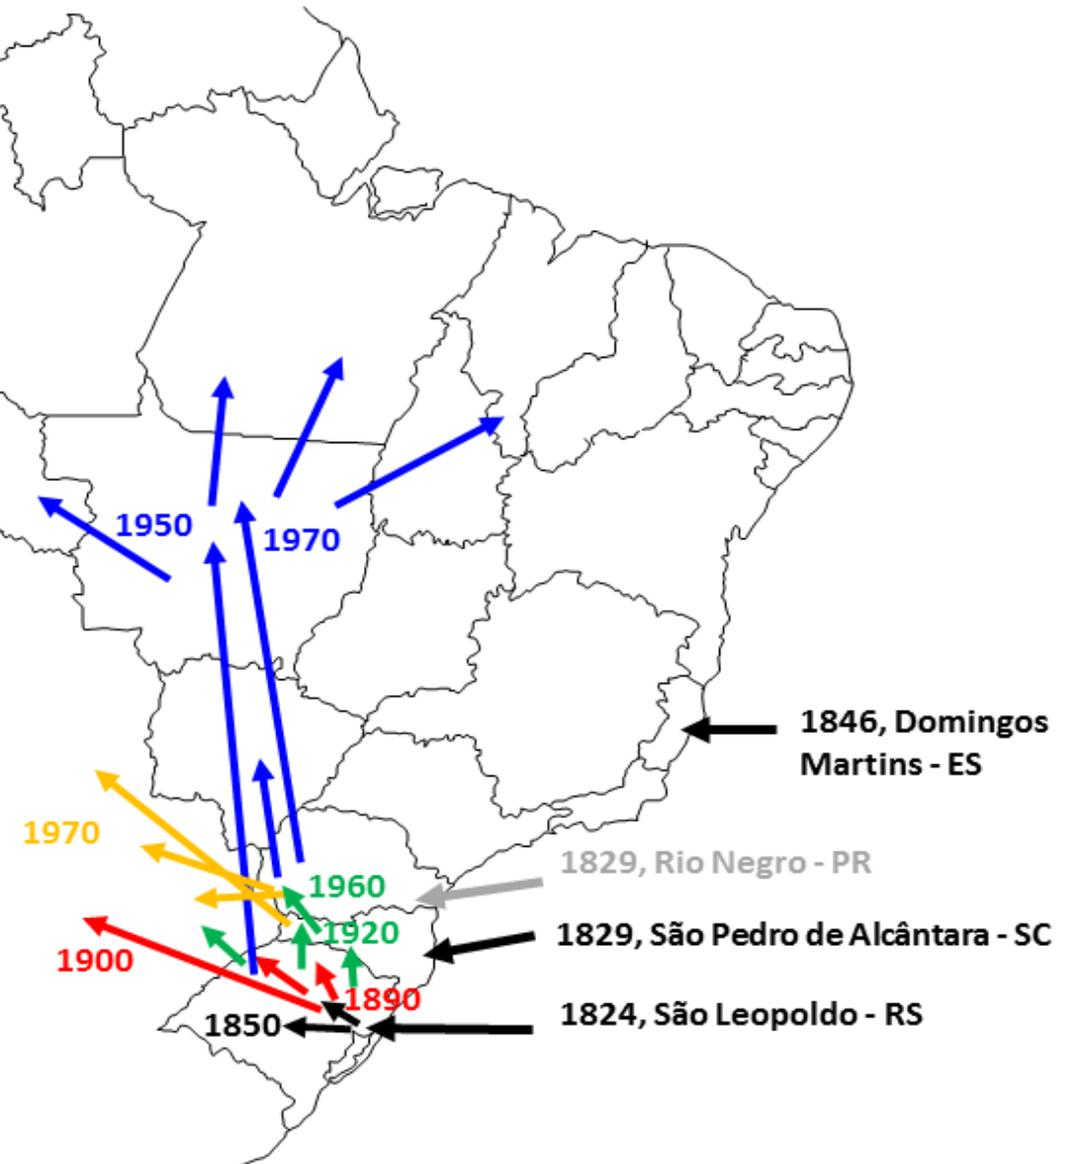 1950
1970
1846, Domingos
Martins - ES
1970
1829, Rio Negro - PR
1960
1920
1829, São Pedro de Alcântara - SC
1900
1890
1824, São Leopoldo - RS
1850